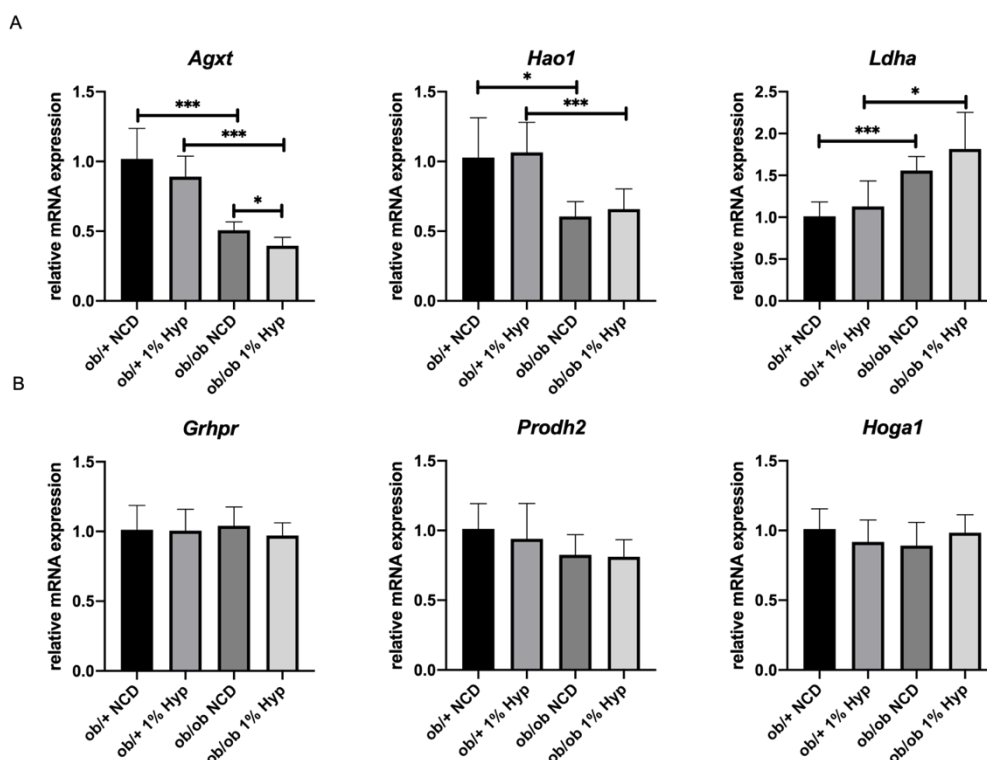 A
Agxt
relative mRNA expression
1.5
1.0
0.5
0.0
***
***
*
ob/+ NCD
ob/+ 1% Hyp
ob/ob NCD
ob/ob 1% Hyp
Hao1
relative mRNA expression
1.5
1.0
0.5
0.0
*
***
ob/+ NCD
ob/+ 1% Hyp
ob/ob NCD
ob/ob 1% Hyp
Ldha
relative mRNA expression
2.5
2.0
1.5
1.0
0.5
0.0
*
***
ob/+ NCD
ob/+ 1% Hyp
ob/ob NCD
ob/ob 1% Hyp
B
Grhpr
relative mRNA expression
1.5
1.0
0.5
0.0
ob/+ NCD
ob/+ 1% Hyp
ob/ob NCD
ob/ob 1% Hyp
Prodh2
relative mRNA expression
1.5
1.0
0.5
0.0
ob/+ NCD
ob/+ 1% Hyp
ob/ob NCD
ob/ob 1% Hyp
Hoga1
relative mRNA expression
1.5
1.0
0.5
0.0
ob/+ NCD
ob/+ 1% Hyp
ob/ob NCD
ob/ob 1% Hyp